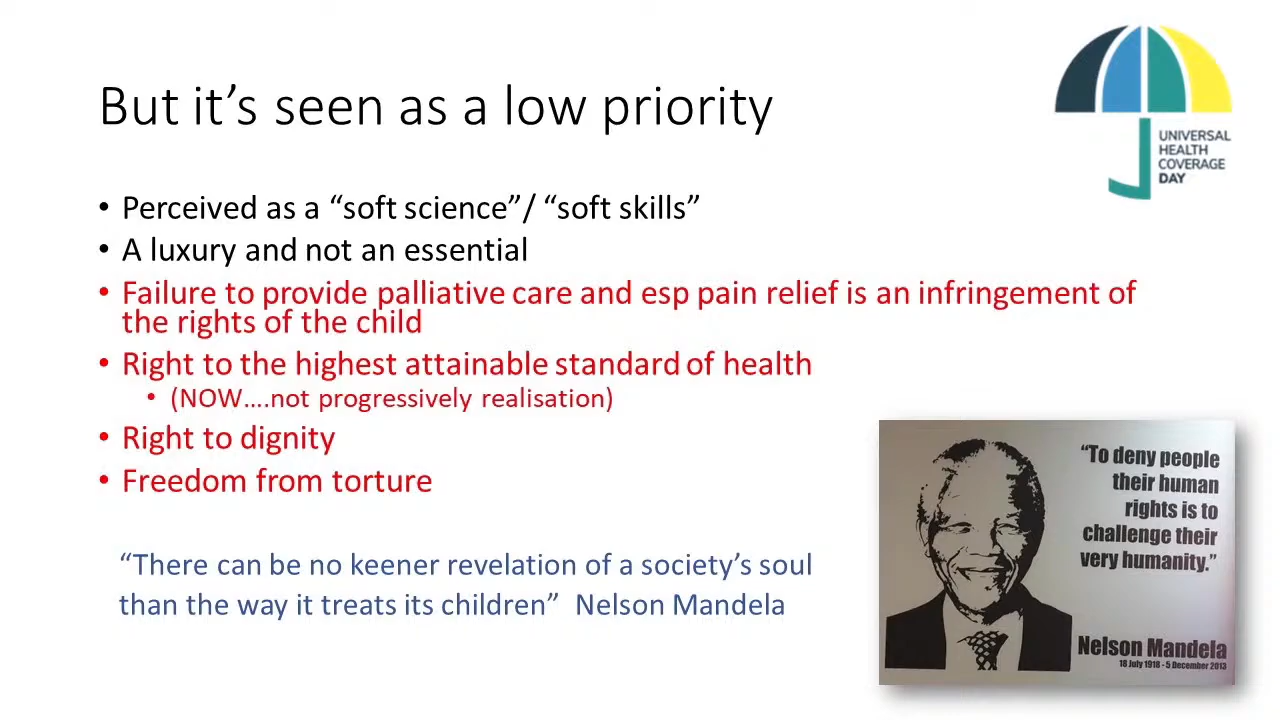 But it’s seen as a low priority
UNIVERSAL
HEALTH
COVERAGE
DAY
• Perceived as a “soft science”/ “soft skills”
• A luxury and not an essential
• Failure to provide palliative care and esp pain relief is an infringement of
the rights of the child
• Right to the highest attainable standard of health
• (NOW….not progressively realisation)
• Right to dignity
• Freedom from torture
“There can be no keener revelation of a society’s soul
than the way it treats its children”  Nelson Mandela
“To deny people
their human
rights is to
challenge their
very humanity.”
Nelson Mandela
18 July 1918 - 5 December 2013